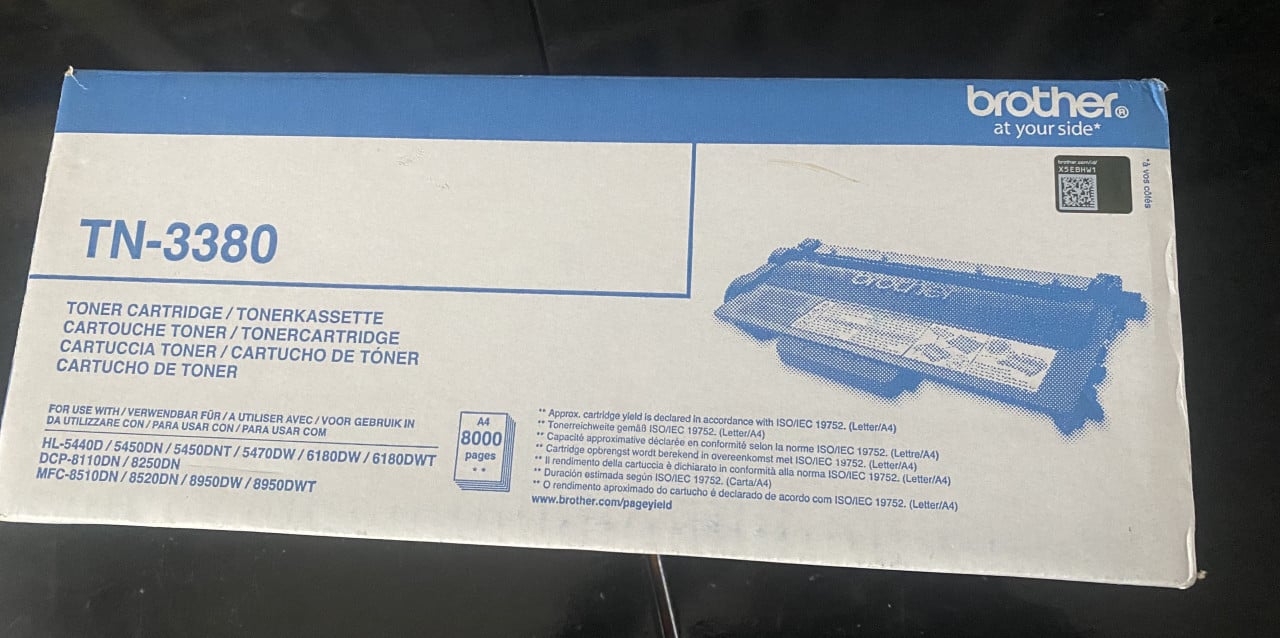 brother®
at your side*
brother.com/id/
X5EBHW1
*à vos côtés
TN-3380
brother
TONER CARTRIDGE / TONERKASSETTE
CARTOUCHE TONER / TONERCARTRIDGE
CARTUCCIA TONER / CARTUCHO DE TÓNER
CARTUCHO DE TONER
FOR USE WITH / VERWENDBAR FÜR / A UTILISER AVEC / VOOR GEBRUIK IN
DA UTILIZZARE CON / PARA USAR CON / PARA USAR COM
HL-5440D / 5450DN / 5450DNT / 5470DW / 6180DW / 6180DWT
DCP-8110DN / 8250DN
MFC-8510DN / 8520DN / 8950DW / 8950DWT
A4
8000
pages
**
** Approx. cartridge yield is declared in accordance with ISO/IEC 19752. (Letter/A4)
** Tonerreichweite gemäß ISO/IEC 19752. (Letter/A4)
** Capacité approximative déclarée en conformité selon la norme ISO/IEC 19752. (Lettre/A4)
** Cartridge opbrengst wordt berekend in overeenkomst met ISO/IEC 19752. (Letter/A4)
** Il rendimento della cartuccia è dichiarato in conformità alla norma ISO/IEC 19752. (Letter/A4)
** Duración estimada según ISO/IEC 19752. (Carta/A4)
** O rendimento aproximado do cartucho é declarado de acordo com ISO/IEC 19752. (Letter/A4)
www.brother.com/pageyield